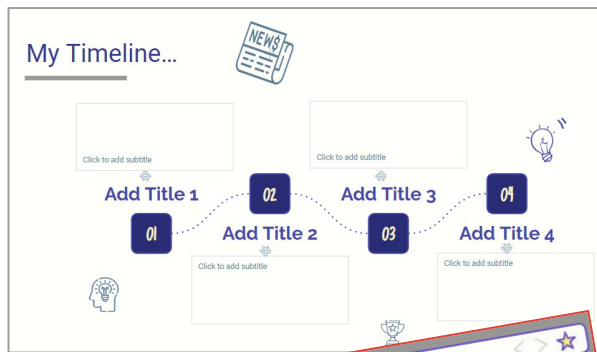 My Timeline...
NEWS
Click to add subtitle
Add Title 1
01
02
Add Title 2
Click to add subtitle
Click to add subtitle
Add Title 3
03
04
Add Title 4
Click to add subtitle